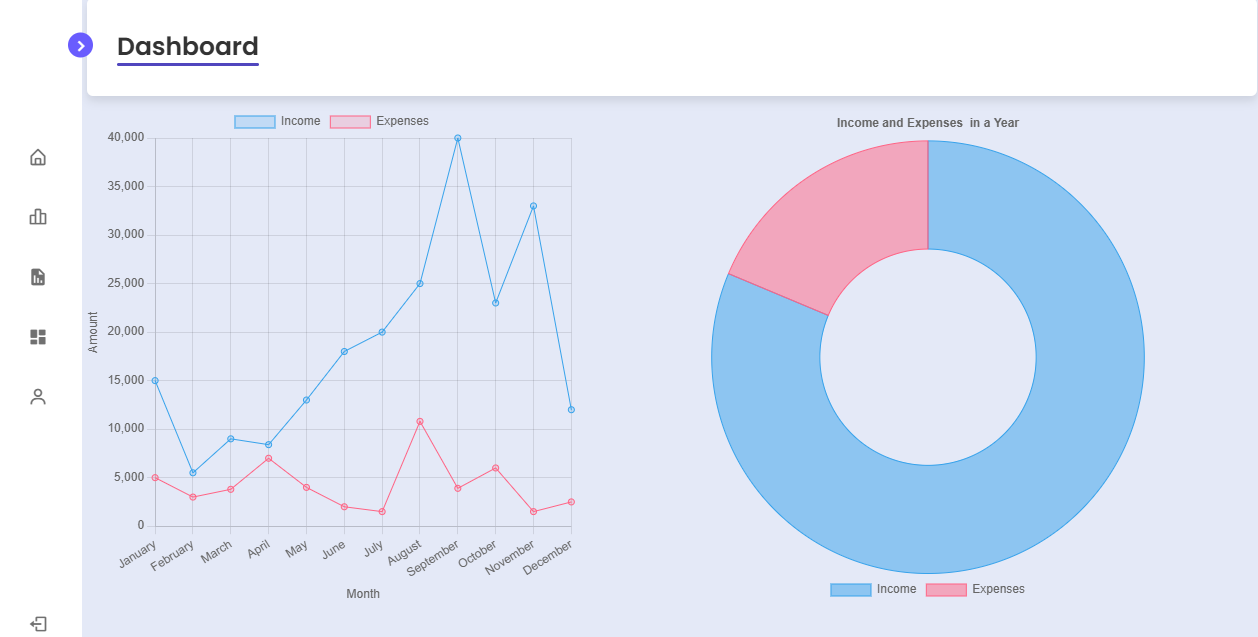 Dashboard
Income Expenses
40,000
35,000
30,000
25,000
20,000
15,000
10,000
5,000
0
Amount
January February March April May June July August September October November December
Month
Income and Expenses in a Year
Income Expenses